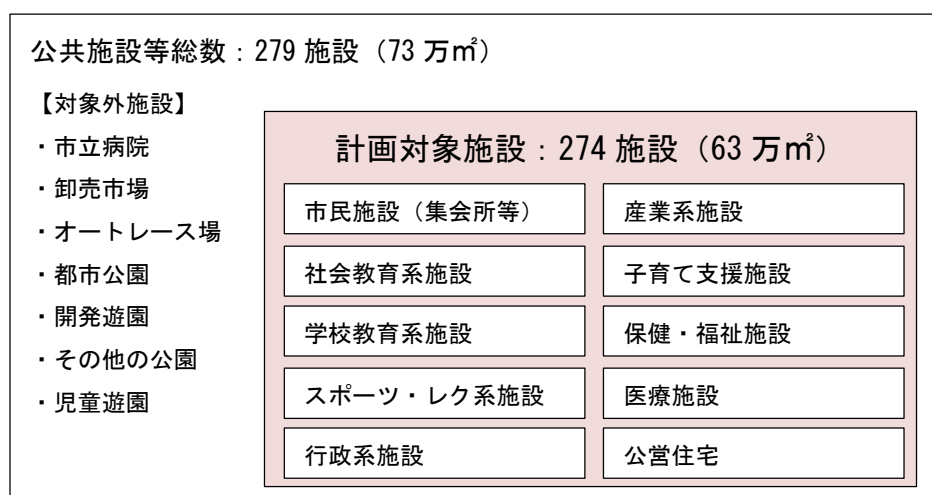 公共施設等総数：279 施設（73 万㎡）
【対象外施設】
・市立病院
・卸売市場
・オートレース場
・都市公園
・開発遊園
・その他の公園
・児童遊園
計画対象施設：274 施設（63 万㎡）
市民施設（集会所等）
産業系施設
社会教育系施設
子育て支援施設
学校教育系施設
保健・福祉施設
スポーツ・レク系施設
医療施設
行政系施設
公営住宅